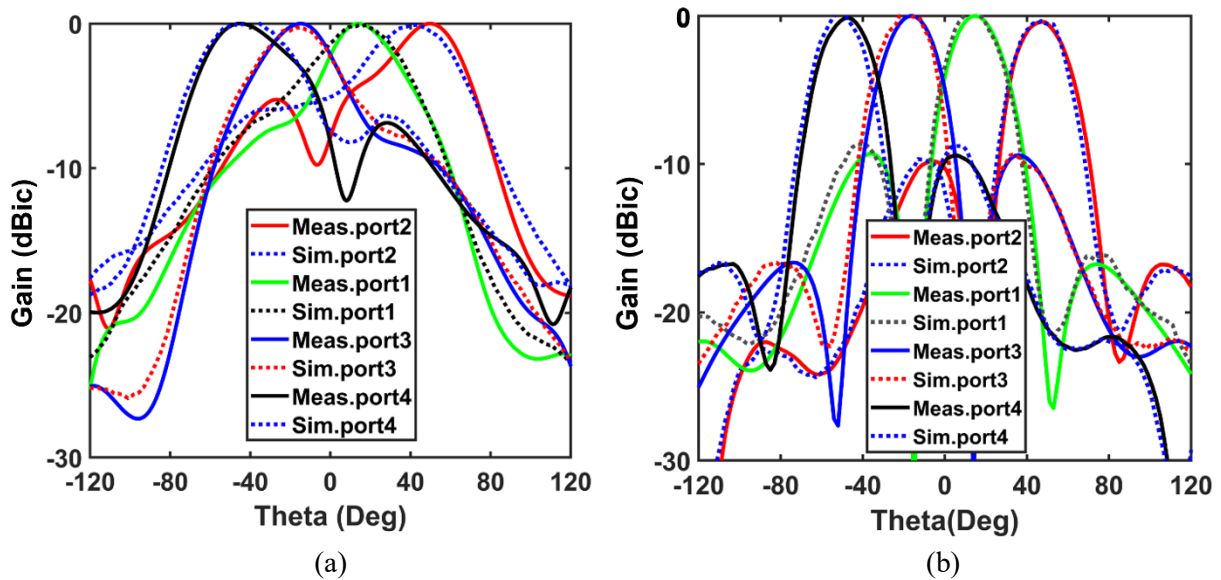 0
-10
-20
-30
Gain (dBic)
-120
-80
-40
0
40
80
120
Theta (Deg)
Meas.port2
Sim.port2
Meas.port1
Sim.port1
Meas.port3
Sim.port3
Meas.port4
Sim.port4
(a)
0
-10
-20
-30
Gain (dBic)
-120
-80
-40
0
40
80
120
Theta(Deg)
Meas.port2
Sim.port2
Meas.port1
Sim.port1
Meas.port3
Sim.port3
Meas.port4
Sim.port4
(b)